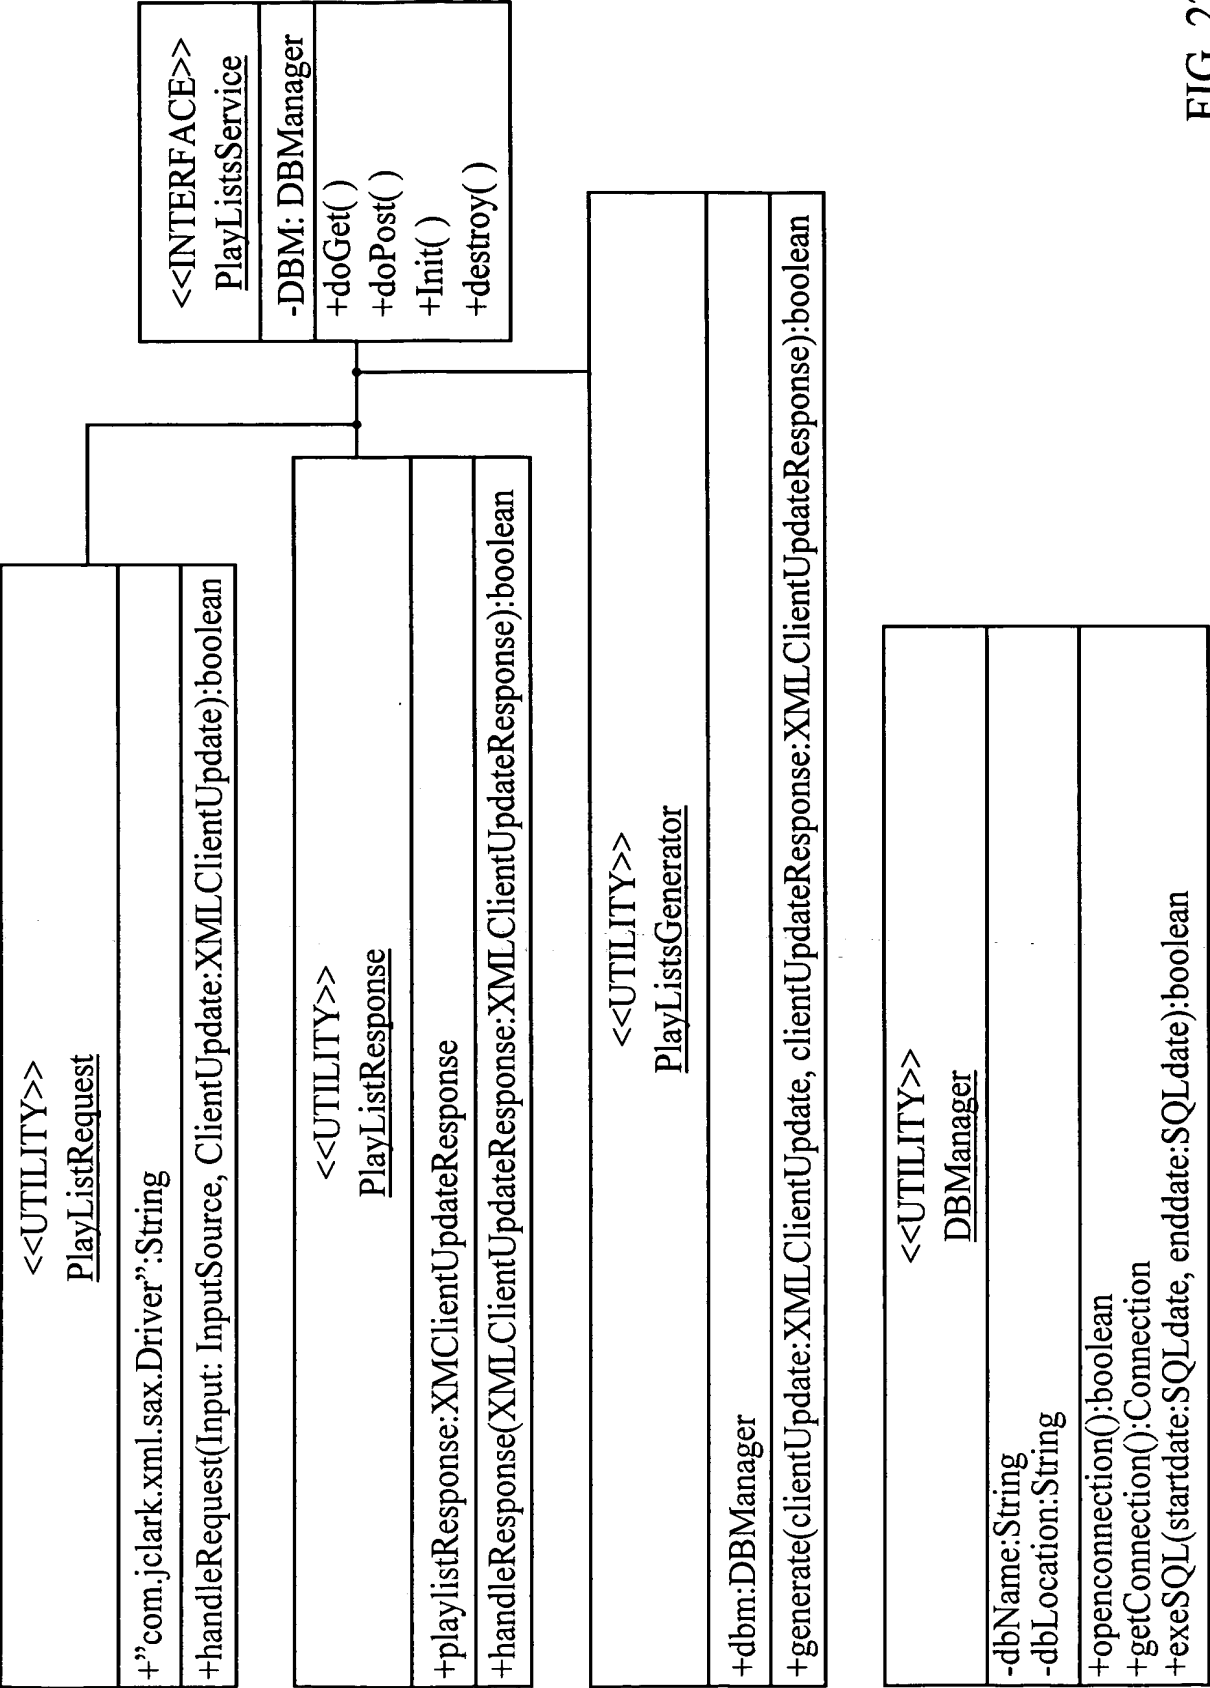 <<UTILITY>>
PlayListRequest
+”com.jclark.xml.sax.Driver”:String
+handleRequest(Input: InputSource, ClientUpdate:XMLClientUpdate):boolean
<<INTERFACE>>
PlayListsService
-DBM: DBManager
+doGet( )
+doPost( )
+Init( )
+destroy( )
<<UTILITY>>
PlayListResponse
+playlistResponse:XMClientUpdateResponse
+handleResponse(XMLClientUpdateResponse:XMLClientUpdateResponse):boolean
<<UTILITY>>
PlayListsGenerator
+dbm:DBManager
+generate(clientUpdate:XMLClientUpdate, clientUpdateResponse:XMLClientUpdateResponse):boolean
<<UTILITY>>
DBManager
-dbName:String
-dbLocation:String
+openconnection():boolean
+getConnection():Connection
+exeSQL(startdate:SQLdate, enddate:SQLdate):boolean
FIG.